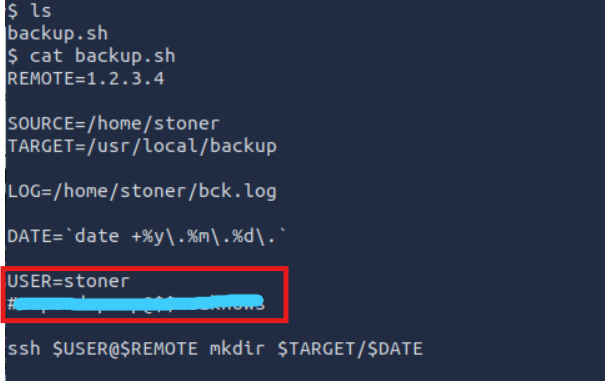 $ ls
backup.sh
$ cat backup.sh
REMOTE=1.2.3.4
SOURCE=/home/stoner
TARGET=/usr/local/backup
LOG=/home/stoner/bck.log
DATE=`date +%y\.%m\.%d\.`
USER=stoner
#
ssh $USER@$REMOTE mkdir $TARGET/$DATE